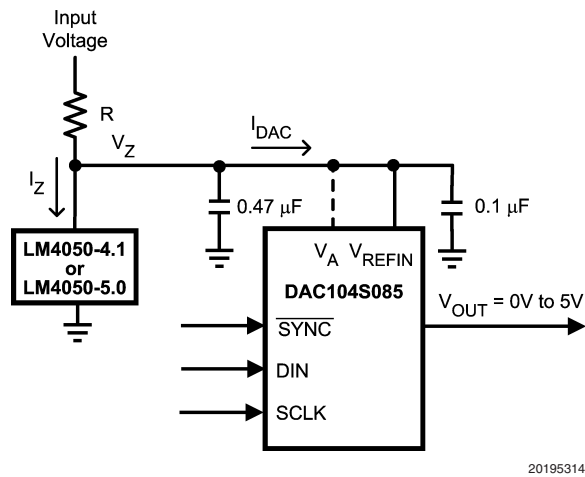 Input
Voltage
R
V_Z
I_DAC
I_Z
0.47 µF
0.1 µF
LM4050-4.1
or
LM4050-5.0
V_A V_REFIN
DAC104S085
V_OUT = 0V to 5V
SYNC
DIN
SCLK
20195314